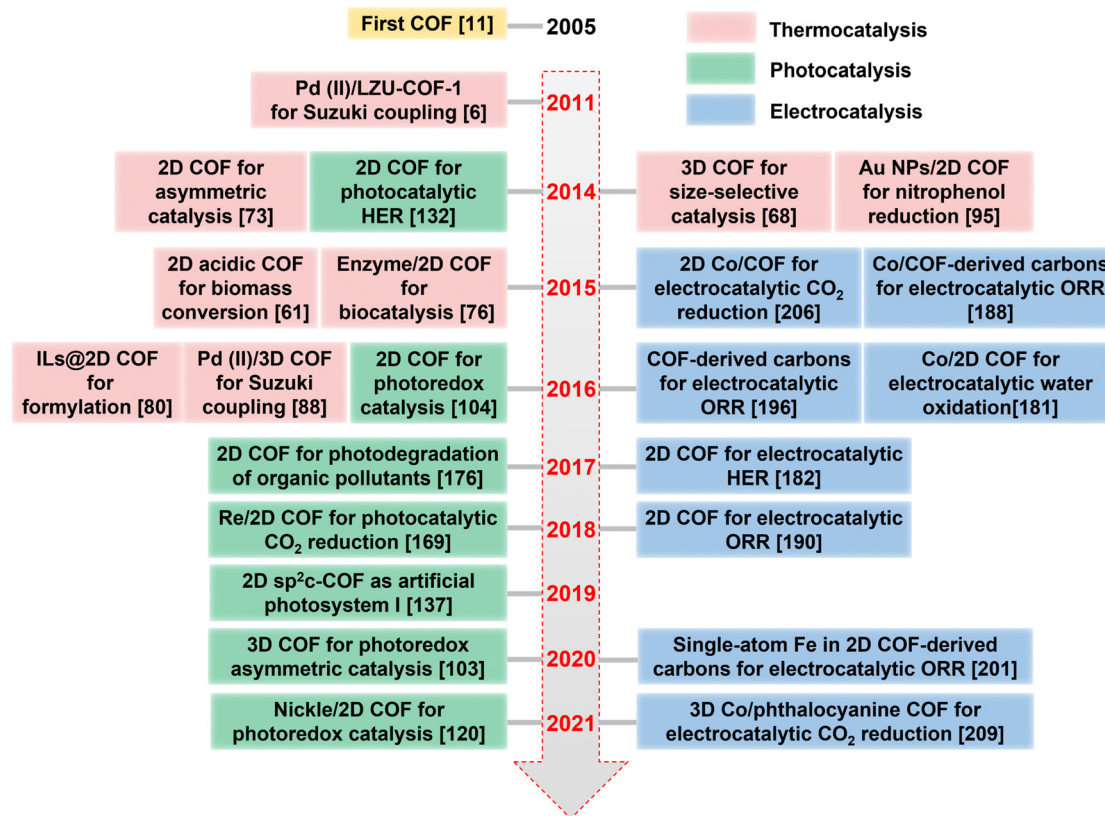 First COF [11]
2005
Thermocatalysis
Photocatalysis
Electrocatalysis
Pd (II)/LZU-COF-1
for Suzuki coupling [6]
2011
2D COF for
asymmetric
catalysis [73]
2D COF for
photocatalytic
HER [132]
2014
3D COF for
size-selective
catalysis [68]
Au NPs/2D COF
for nitrophenol
reduction [95]
2D acidic COF
for biomass
conversion [61]
Enzyme/2D COF
for
biocatalysis [76]
2015
2D Co/COF for
electrocatalytic CO₂
reduction [206]
Co/COF-derived carbons
for electrocatalytic ORR
[188]
ILs@2D COF
for
formylation [80]
Pd (II)/3D COF
for Suzuki
coupling [88]
2D COF for
photoredox
catalysis [104]
2016
COF-derived carbons
for electrocatalytic
ORR [196]
Co/2D COF for
electrocatalytic water
oxidation[181]
2D COF for photodegradation
of organic pollutants [176]
2017
2D COF for electrocatalytic
HER [182]
Re/2D COF for photocatalytic
CO₂ reduction [169]
2018
2D COF for electrocatalytic
ORR [190]
2D sp²c-COF as artificial
photosystem I [137]
2019
3D COF for photoredox
asymmetric catalysis [103]
2020
Single-atom Fe in 2D COF-derived
carbons for electrocatalytic ORR [201]
Nickle/2D COF for
photoredox catalysis [120]
2021
3D Co/phthalocyanine COF for
electrocatalytic CO₂ reduction [209]